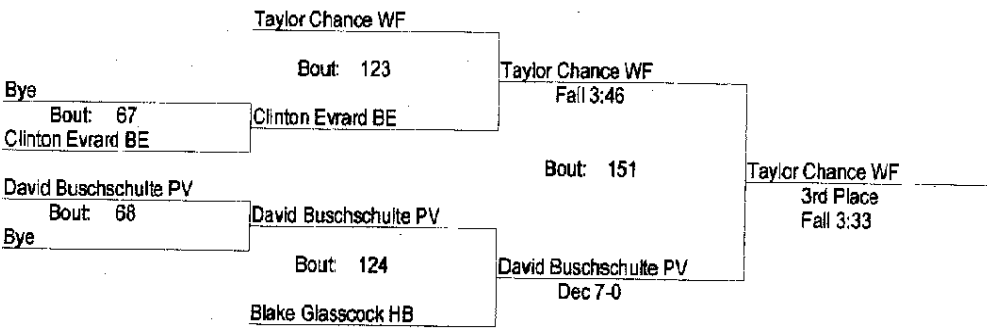 Taylor Chance WF
Bout: 123
Taylor Chance WF
Fall 3:46
Bye
Bout: 67
Clinton Evrard BE
Clinton Evrard BE
Bout: 151
Taylor Chance WF
3rd Place
Fall 3:33
David Buschschulte PV
Bout: 68
David Buschschulte PV
Bye
Bout: 124
David Buschschulte PV
Dec 7-0
Blake Glasscock HB